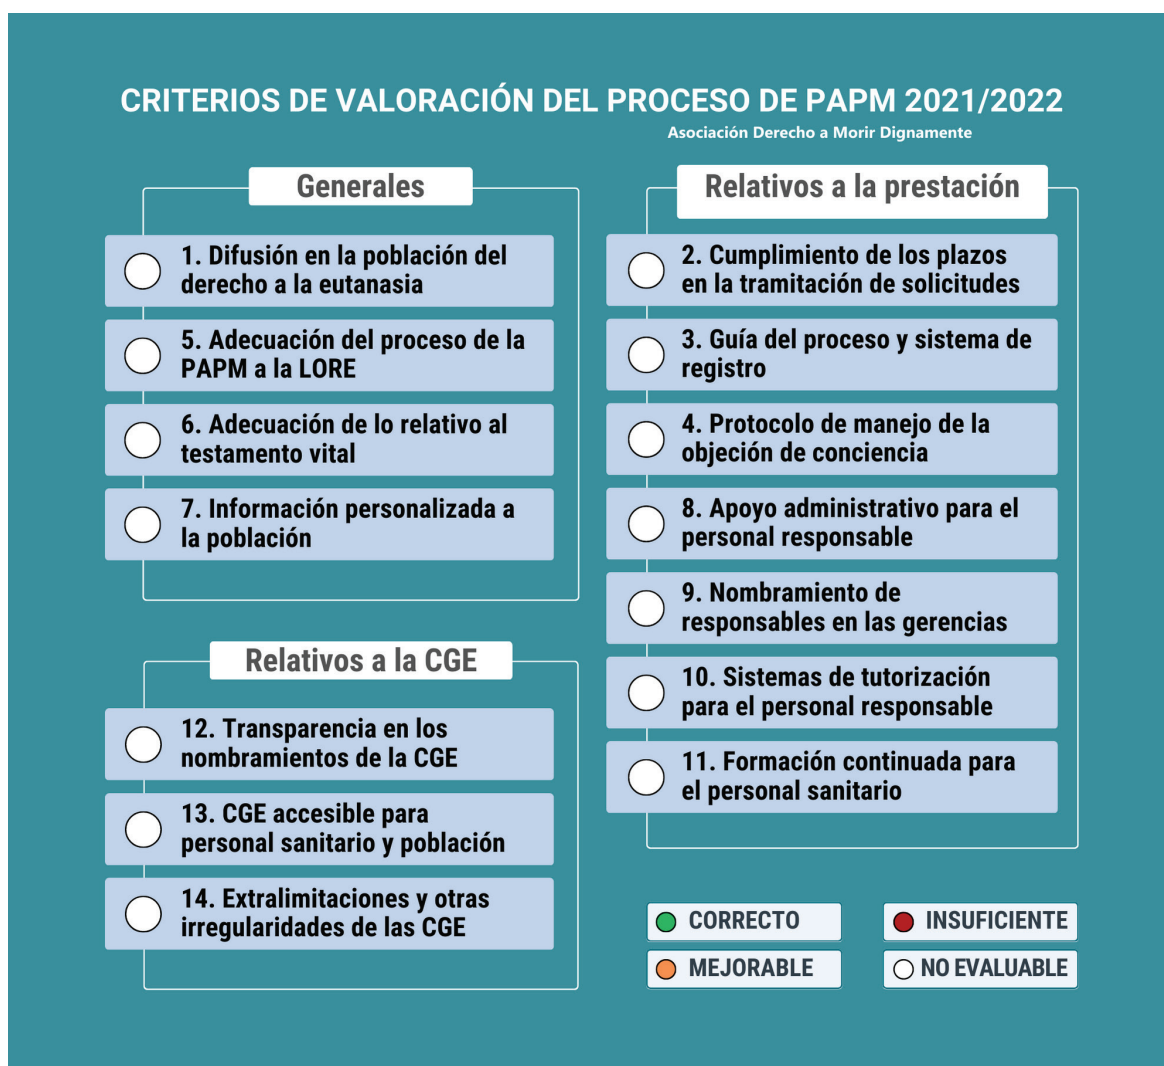 CRITERIOS DE VALORACIÓN DEL PROCESO DE PAPM 2021/2022
Asociación Derecho a Morir Dignamente
Generales
1. Difusión en la población del
derecho a la eutanasia
5. Adecuación del proceso de la
PAPM a la LORE
6. Adecuación de lo relativo al
testamento vital
7. Información personalizada a
la población
Relativos a la CGE
12. Transparencia en los
nombramientos de la CGE
13. CGE accesible para
personal sanitario y población
14. Extralimitaciones y otras
irregularidades de las CGE
Relativos a la prestación
2. Cumplimiento de los plazos
en la tramitación de solicitudes
3. Guía del proceso y sistema de
registro
4. Protocolo de manejo de la
objeción de conciencia
8. Apoyo administrativo para el
personal responsable
9. Nombramiento de
responsables en las gerencias
10. Sistemas de tutorización
para el personal responsable
11. Formación continuada para
el personal sanitario
CORRECTO
INSUFICIENTE
MEJORABLE
NO EVALUABLE